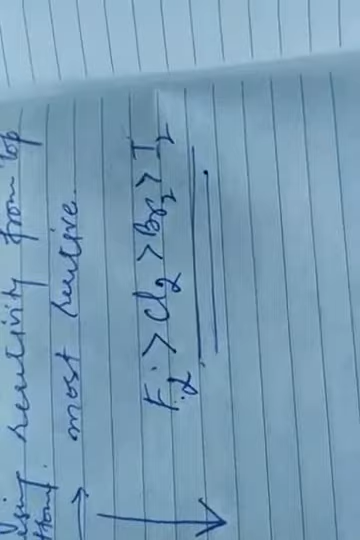 reactivity from top
→ most reactive.
F₂ > Cl₂ > Br₂ > I₂